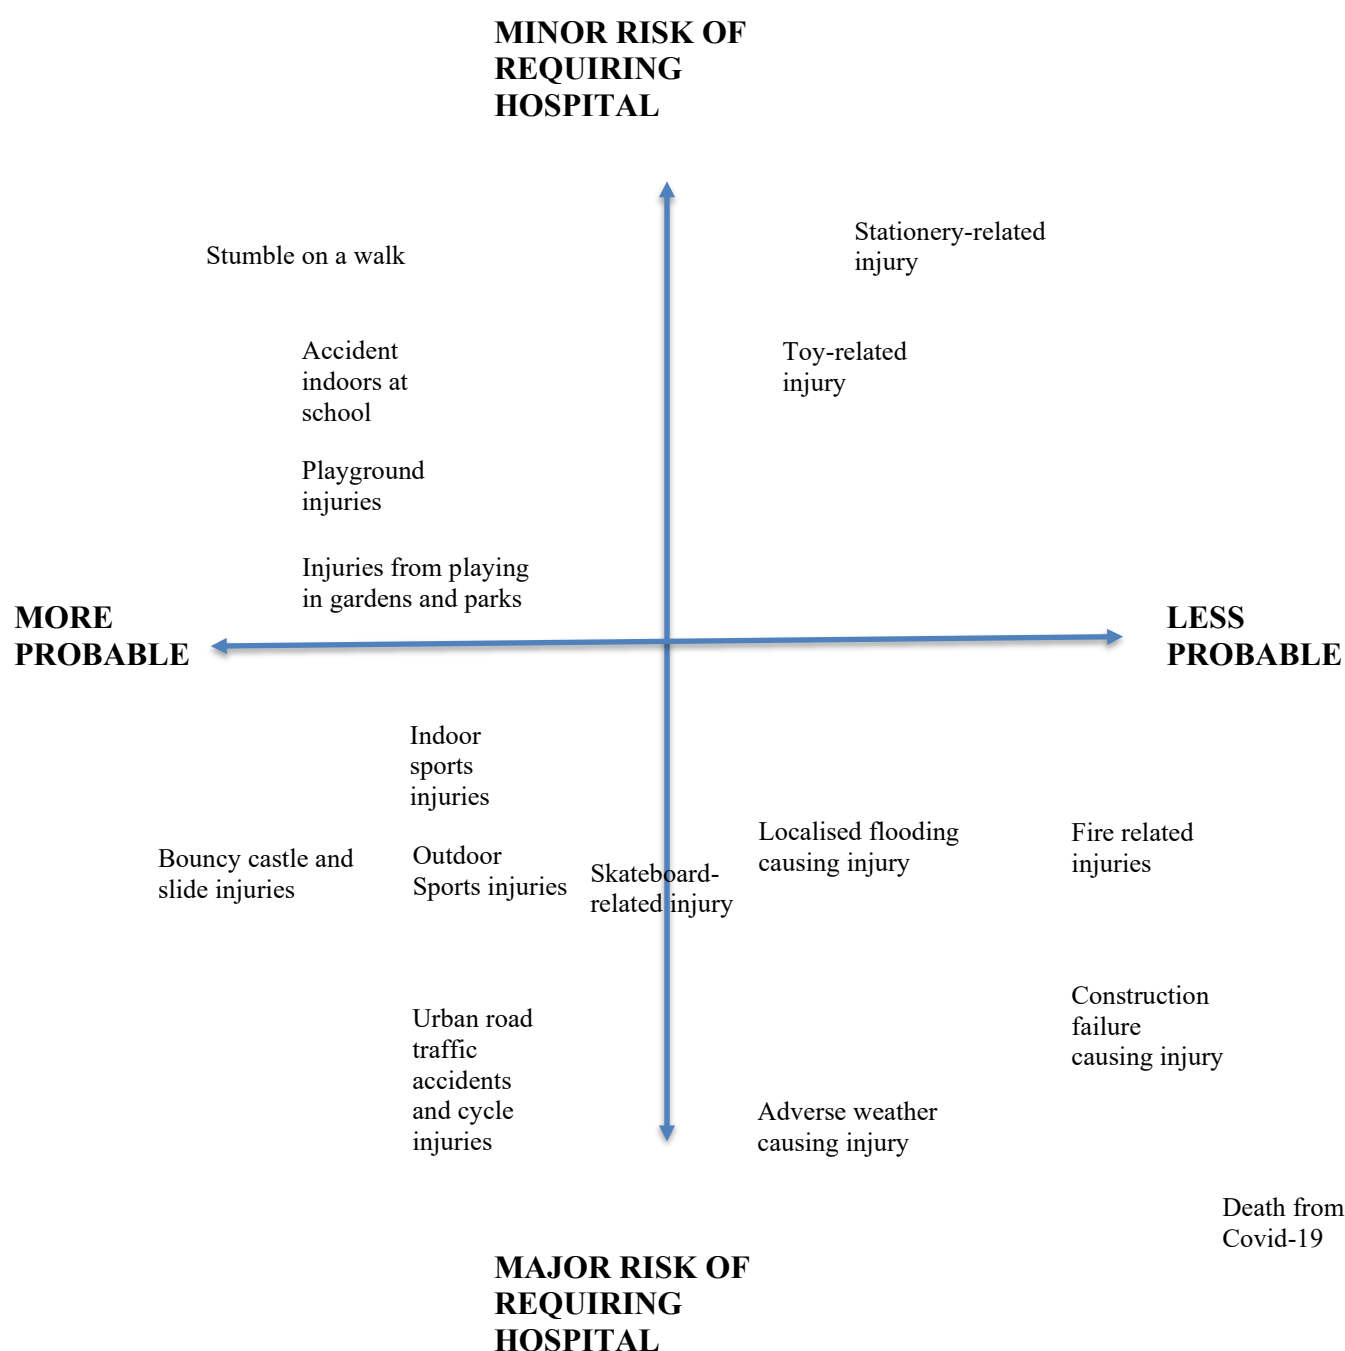 MINOR RISK OF
REQUIRING
HOSPITAL
Stumble on a walk
Stationery-related
injury
Accident
indoors at
school
Toy-related
injury
Playground
injuries
Injuries from playing
in gardens and parks
MORE
PROBABLE
LESS
PROBABLE
Indoor
sports
injuries
Bouncy castle and
slide injuries
Outdoor
Sports injuries
Skateboard-
related injury
Localised flooding
causing injury
Fire related
injuries
Urban road
traffic
accidents
and cycle
injuries
Construction
failure
causing injury
Adverse weather
causing injury
Death from
Covid-19
MAJOR RISK OF
REQUIRING
HOSPITAL